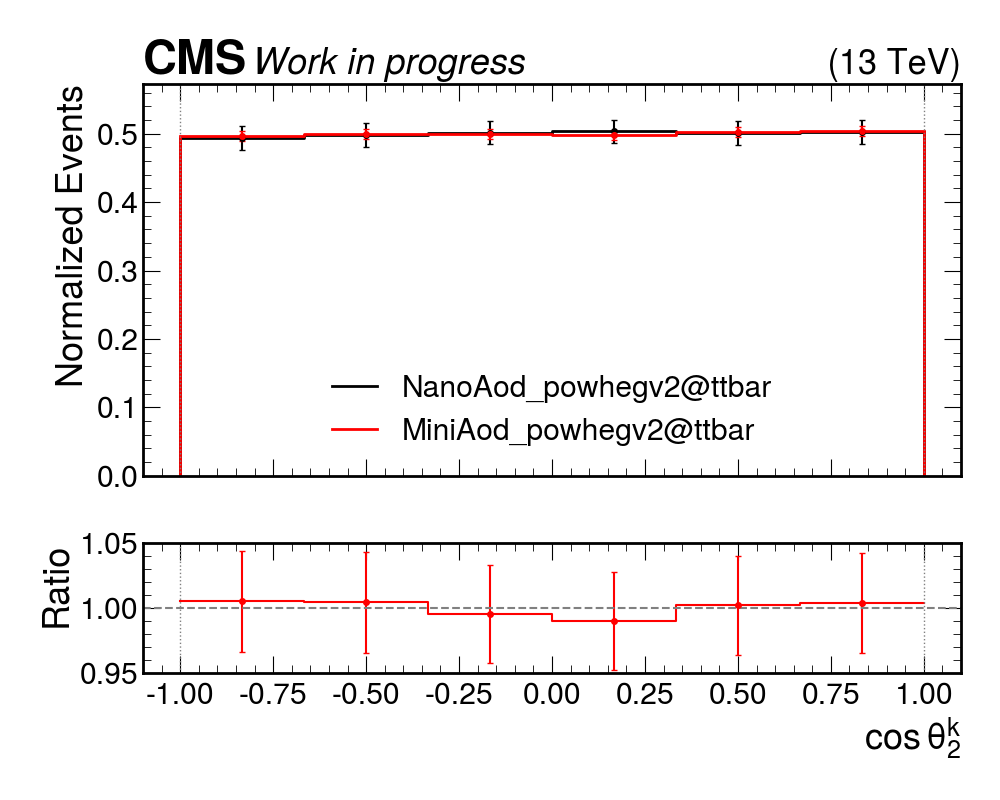 CMS Work in progress (13 TeV)
Normalized Events
0.5
0.4
0.3
0.2
0.1
0.0
NanoAod_powhegv2@ttbar
MiniAod_powhegv2@ttbar
Ratio
1.05
1.00
0.95
-1.00 -0.75 -0.50 -0.25 0.00 0.25 0.50 0.75 1.00
cos θ₂ᵏ